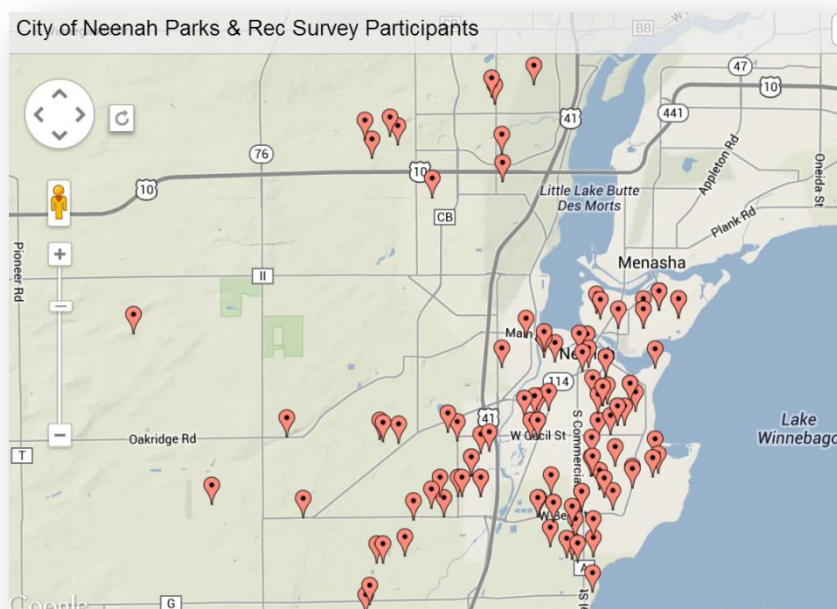 City of Neenah Parks & Rec Survey Participants
BB
47
10
441
41
76
10
10
Little Lake Butte
Des Morts
Appleton Rd
Oneida St
Plank Rd
CB
Pioneer Rd
II
Menasha
Main
114
41
Oakridge Rd
W Cecil St
S Commercial
Lake
Winnebago
T
A
G
Google